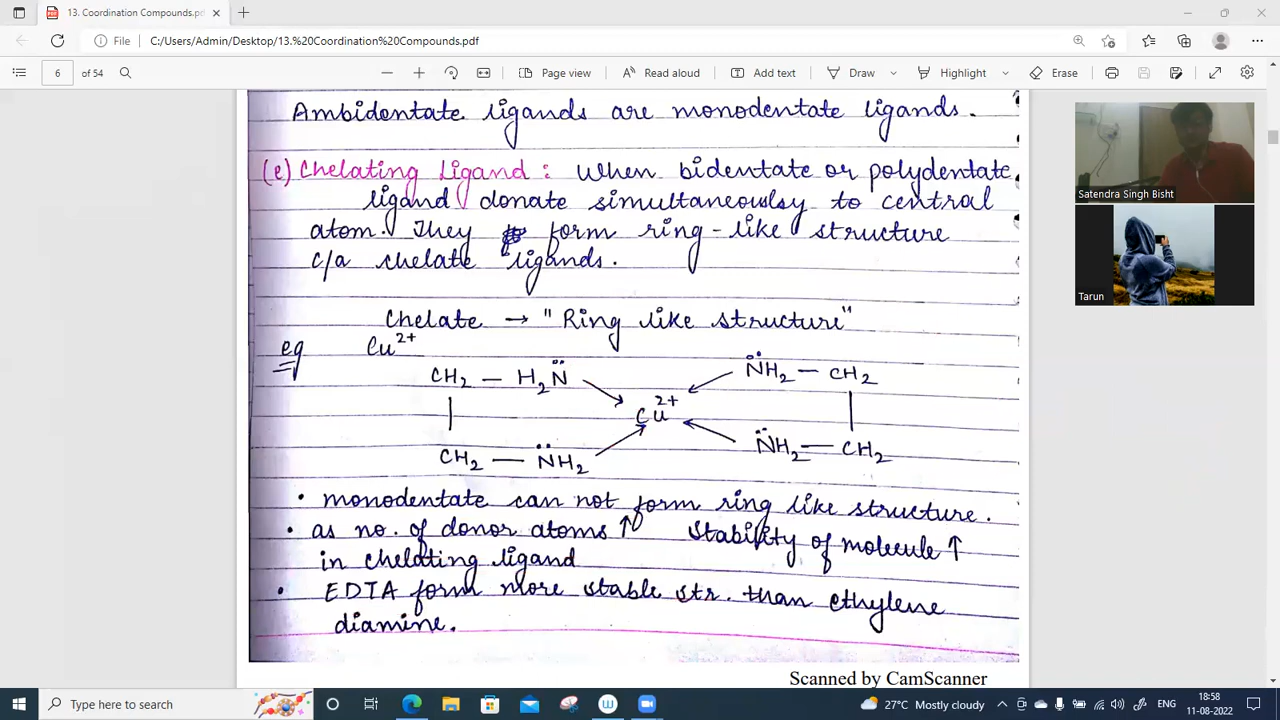 13. Coordination Compounds.pdf
File
C:/Users/Admin/Desktop/13.%20Coordination%20Compounds.pdf
6 of 54
Page view
Read aloud
Add text
Draw
Highlight
Erase
Ambidentate ligands are monodentate ligands.
(e) Chelating Ligand : When bidentate or polydentate
ligand donate simultaneoulsy to central
atom. They form ring-like structure
c/a chelate ligands.
Chelate → "Ring like structure"
eg Cu2+
CH2 — H2N̈ N̈H2 — CH2
Cu2+
CH2 — N̈H2 N̈H2 — CH2
• monodentate can not form ring like structure.
• as no. of donor atoms ↑ Stability of molecule ↑
in chelating ligand
• EDTA form more stable str. than ethylene
diamine.
Scanned by CamScanner
Satendra Singh Bisht
Tarun
Type here to search
27°C Mostly cloudy
ENG
18:58
11-08-2022